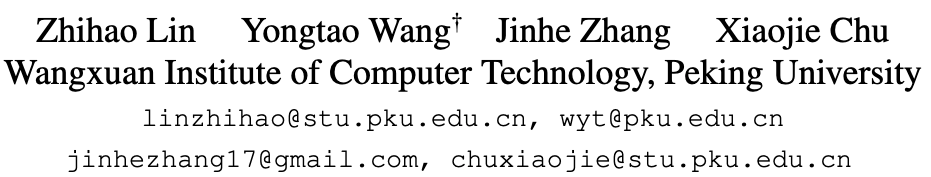 Zhihao Lin Yongtao Wang† Jinhe Zhang Xiaojie Chu
Wangxuan Institute of Computer Technology, Peking University
linzhihao@stu.pku.edu.cn, wyt@pku.edu.cn
jinhezhang17@gmail.com, chuxiaojie@stu.pku.edu.cn